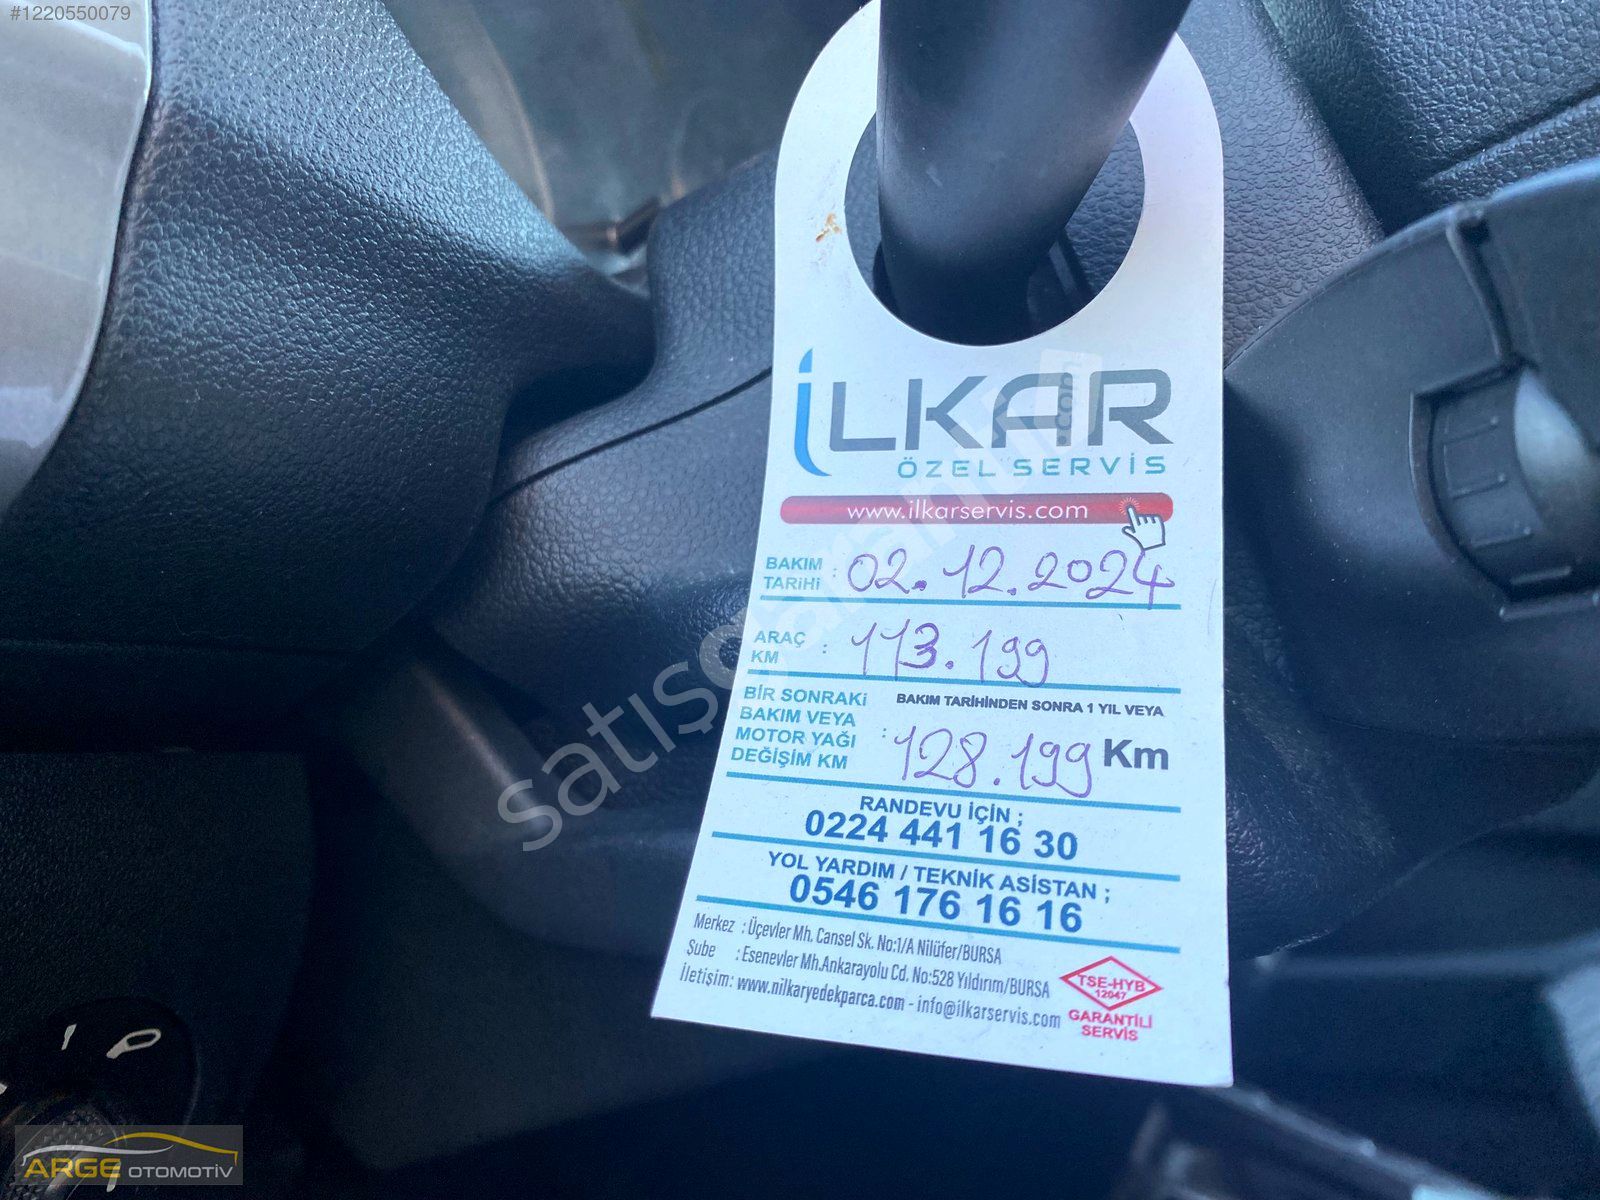 #1220550079
İLKAR
ÖZEL SERVİS
www.ilkarservis.com
BAKIM TARİHİ : 02.12.2024
ARAÇ KM : 113.199
BİR SONRAKİ BAKIM VEYA MOTOR YAĞI DEĞİŞİM KM :
BAKIM TARİHİNDEN SONRA 1 YIL VEYA
128.199 Km
RANDEVU İÇİN ;
0224 441 16 30
YOL YARDIM / TEKNİK ASİSTAN ;
0546 176 16 16
Merkez : Üçevler Mh. Cansel Sk. No:1/A Nilüfer/BURSA
Şube : Esenevler Mh.Ankarayolu Cd. No:528 Yıldırım/BURSA
İletişim: www.nilkaryedekparca.com - info@ilkarservis.com
TSE-HYB
12047
GARANTİLİ
SERVİS
ARGE OTOMOTİV